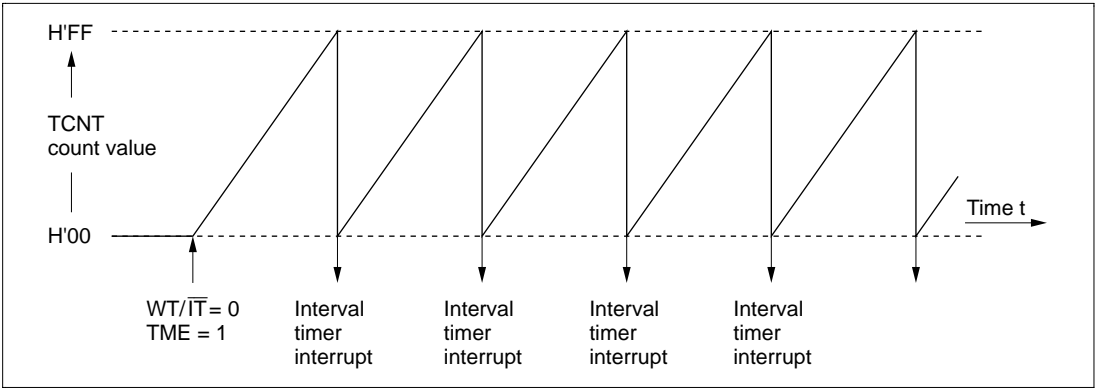 H'FF
TCNT
count value
H'00
Time t
WT/I̅T̅ = 0
TME = 1
Interval
timer
interrupt
Interval
timer
interrupt
Interval
timer
interrupt
Interval
timer
interrupt